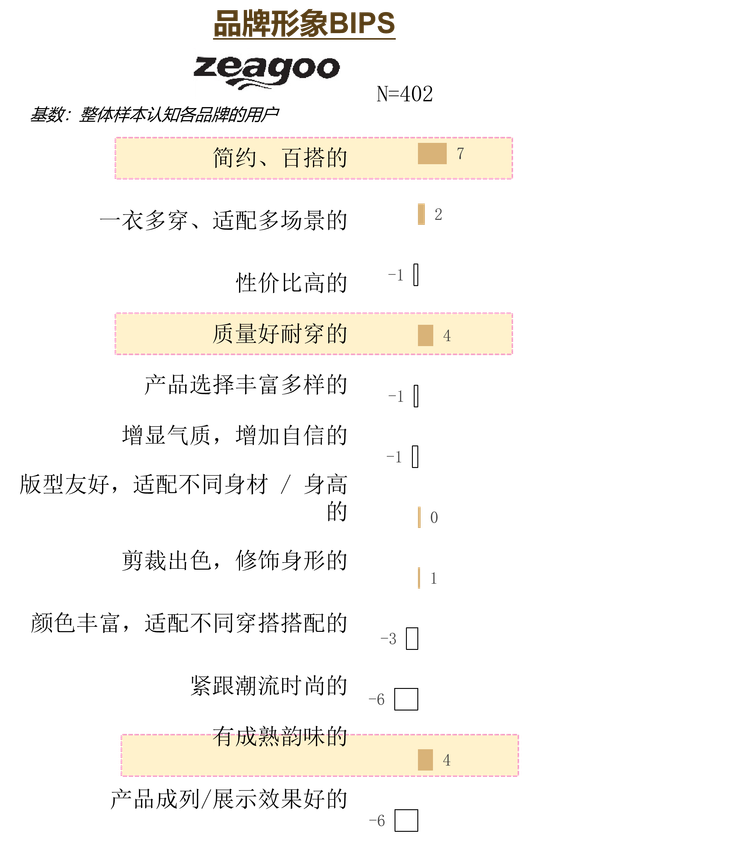 品牌形象BIPS
zeagoo
N=402
基数：整体样本认知各品牌的用户
简约、百搭的 7
一衣多穿、适配多场景的 2
性价比高的 -1
质量好耐穿的 4
产品选择丰富多样的 -1
增显气质，增加自信的 -1
版型友好，适配不同身材 / 身高
的 0
剪裁出色，修饰身形的 1
颜色丰富，适配不同穿搭搭配的 -3
紧跟潮流时尚的 -6
有成熟韵味的 4
产品成列/展示效果好的 -6